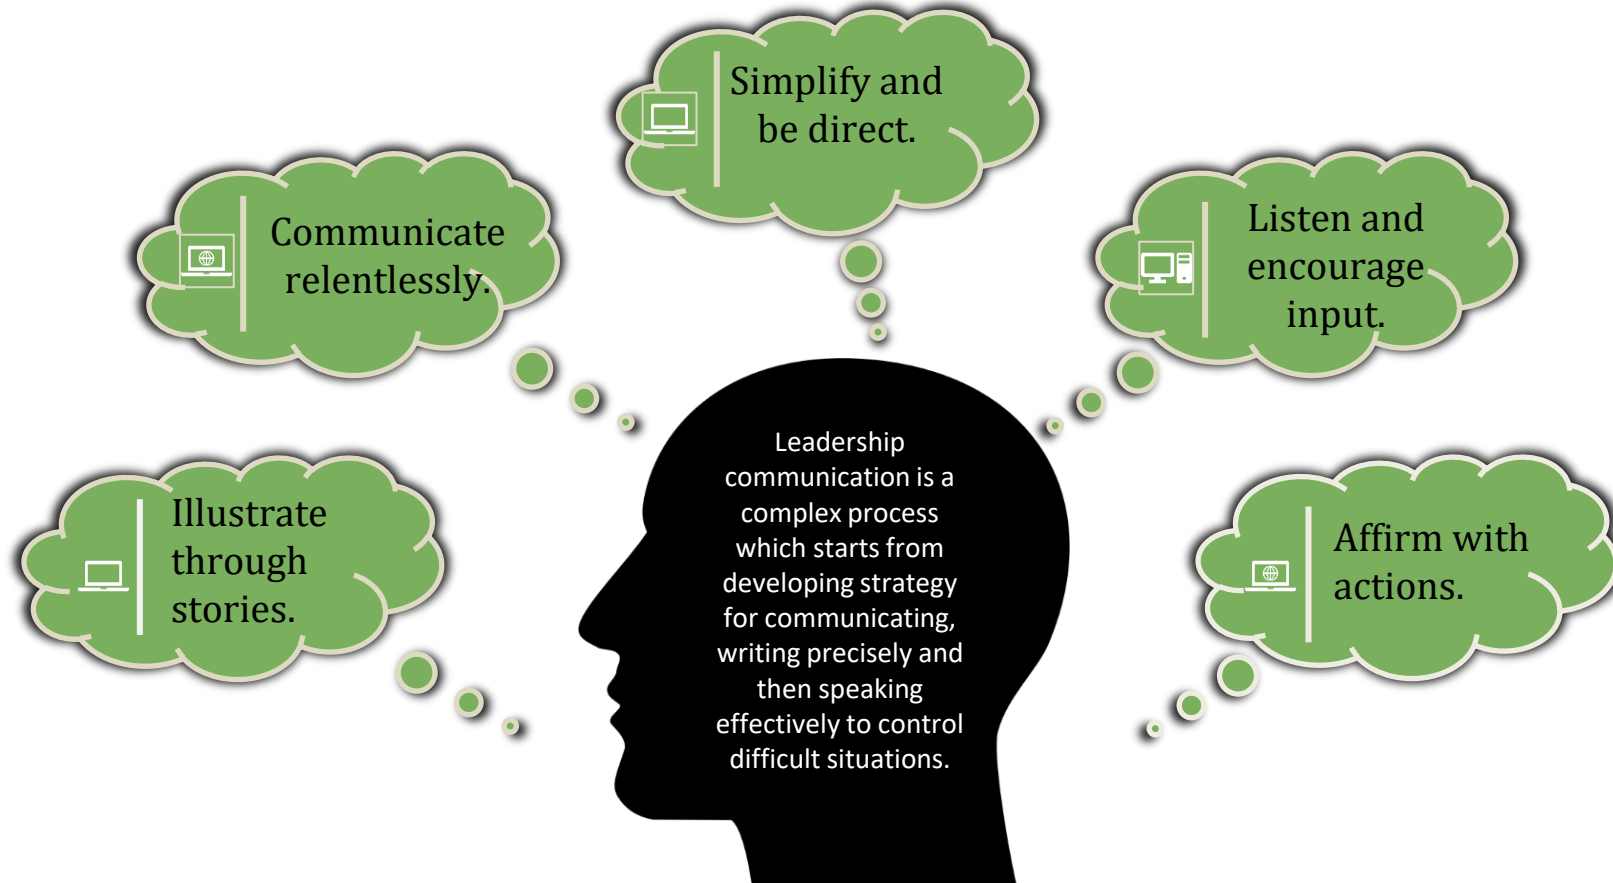 Simplify and
be direct.
Communicate
relentlessly.
Listen and
encourage
input.
Illustrate
through
stories.
Affirm with
actions.
Leadership
communication is a
complex process
which starts from
developing strategy
for communicating,
writing precisely and
then speaking
effectively to control
difficult situations.